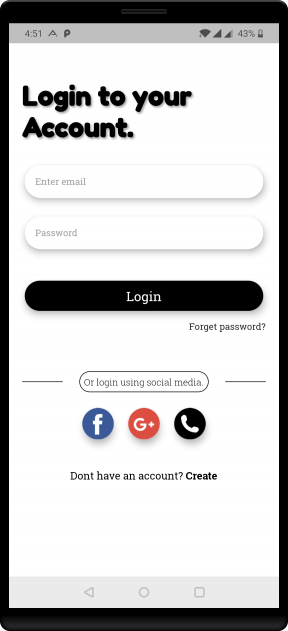 4:51
43%
Login to your
Account.
Enter email
Password
Login
Forget password?
Or login using social media.
f
G+
Dont have an account? Create